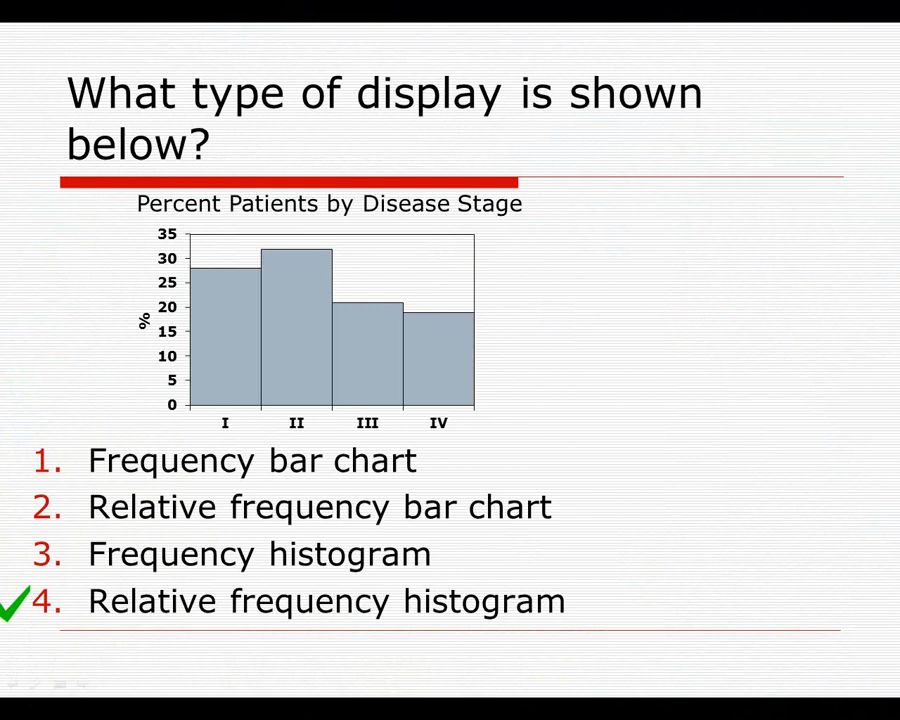 What type of display is shown
below?
Percent Patients by Disease Stage
35
30
25
20
15
10
5
0
%
I
II
III
IV
1. Frequency bar chart
2. Relative frequency bar chart
3. Frequency histogram
4. Relative frequency histogram